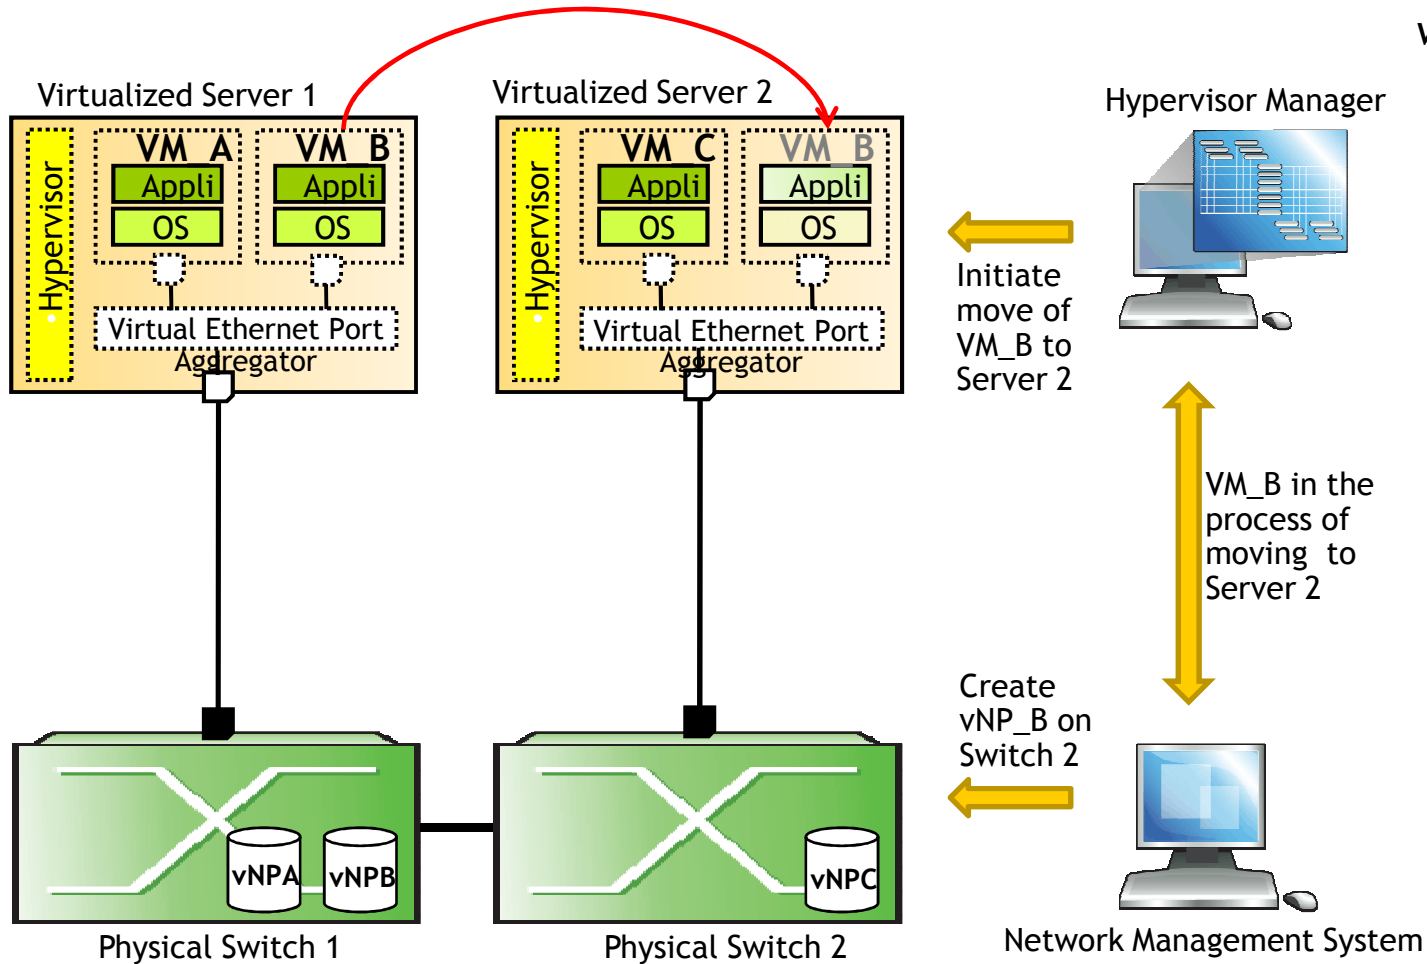 Virtualized Server 1
Virtualized Server 2
Hypervisor Manager
Hypervisor
VM_A
Appli
OS
VM_B
Appli
OS
Virtual Ethernet Port
Aggregator
Hypervisor
VM_C
Appli
OS
VM_B
Appli
OS
Virtual Ethernet Port
Aggregator
Initiate
move of
VM_B to
Server 2
VM_B in the
process of
moving to
Server 2
Create
vNP_B on
Switch 2
vNPA
vNPB
vNPC
Physical Switch 1
Physical Switch 2
Network Management System